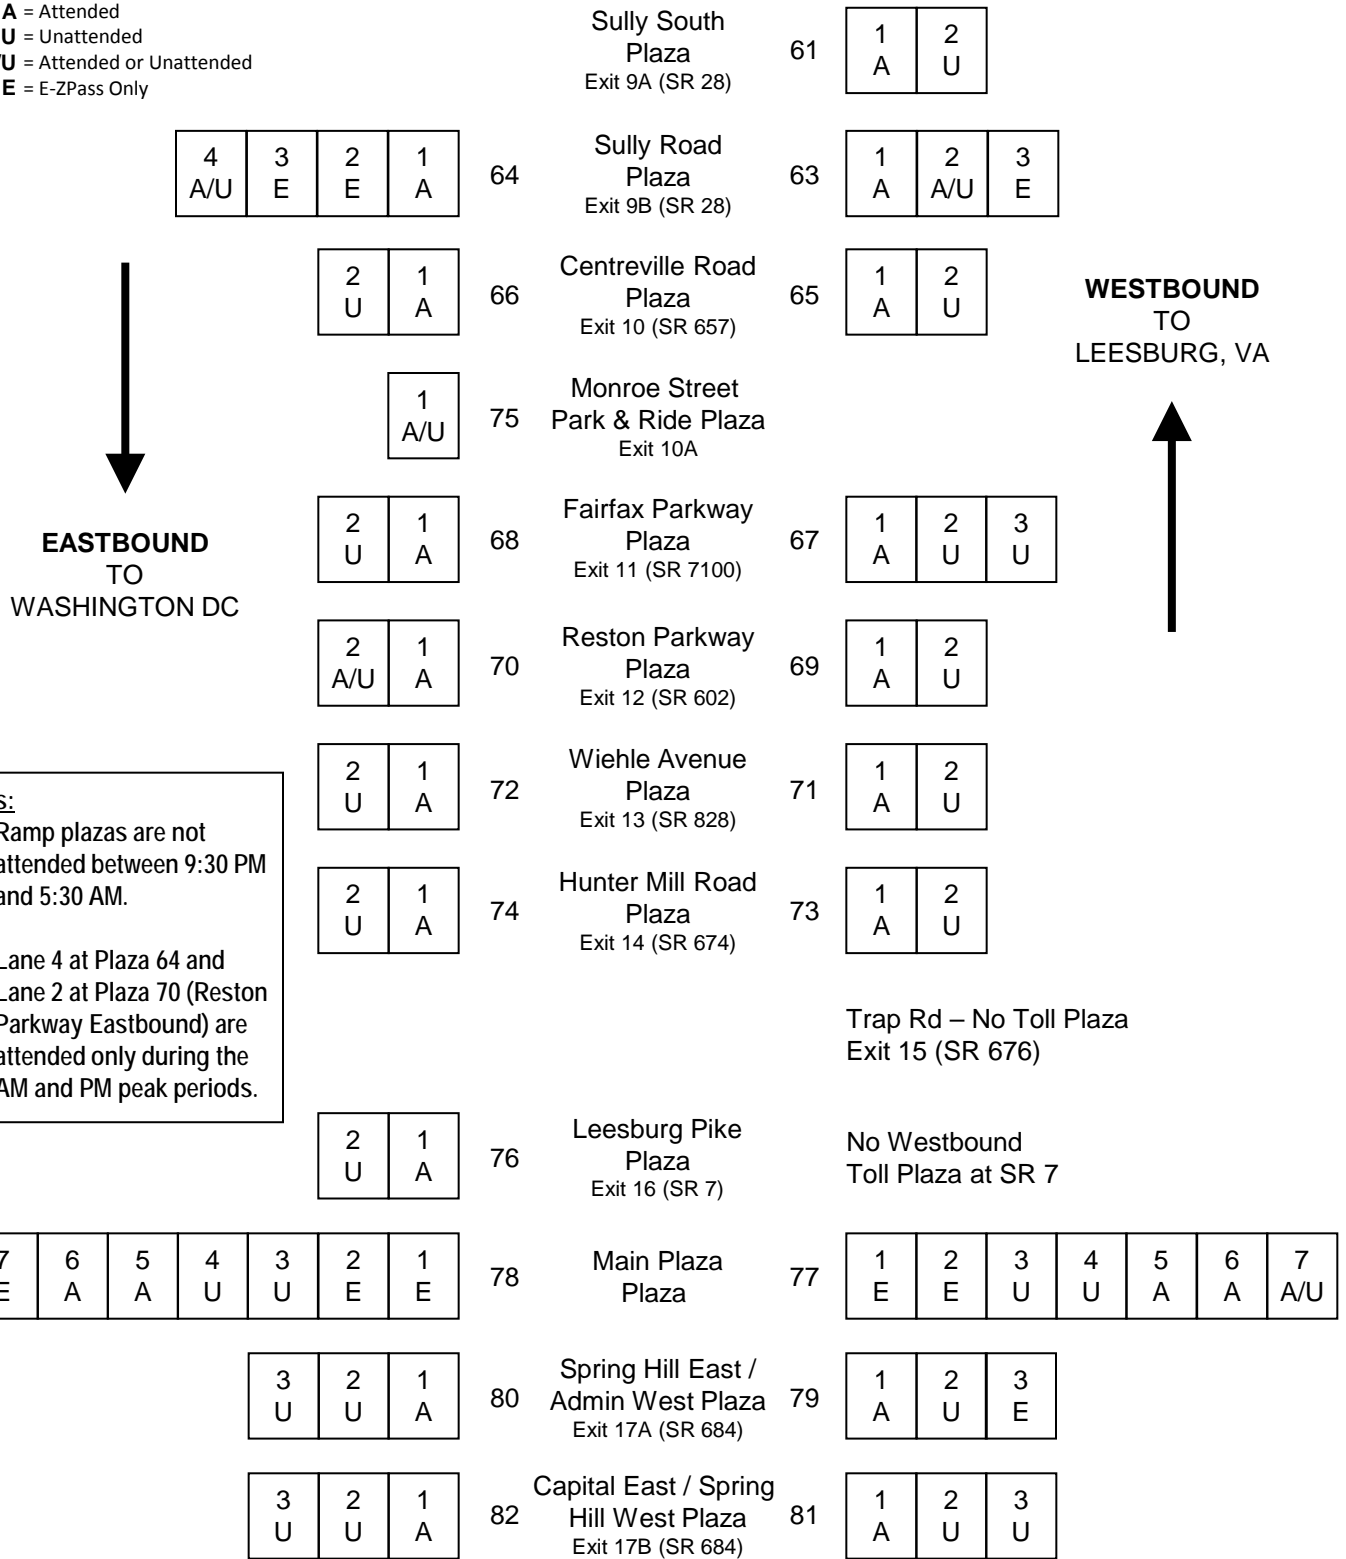 A = Attended
U = Unattended
/U = Attended or Unattended
E = E-ZPass Only
Sully South
Plaza
Exit 9A (SR 28)
61
1 2
A U
4 3 2 1
A/U E E A
64
Sully Road
Plaza
Exit 9B (SR 28)
63
1 2 3
A A/U E
2 1
U A
66
Centreville Road
Plaza
Exit 10 (SR 657)
65
1 2
A U
WESTBOUND
TO
LEESBURG, VA
1
A/U
75
Monroe Street
Park & Ride Plaza
Exit 10A
EASTBOUND
TO
WASHINGTON DC
2 1
U A
68
Fairfax Parkway
Plaza
Exit 11 (SR 7100)
67
1 2 3
A U U
2 1
A/U A
70
Reston Parkway
Plaza
Exit 12 (SR 602)
69
1 2
A U
2 1
U A
72
Wiehle Avenue
Plaza
Exit 13 (SR 828)
71
1 2
A U
s:
Ramp plazas are not
attended between 9:30 PM
and 5:30 AM.
Lane 4 at Plaza 64 and
Lane 2 at Plaza 70 (Reston
Parkway Eastbound) are
attended only during the
AM and PM peak periods.
2 1
U A
74
Hunter Mill Road
Plaza
Exit 14 (SR 674)
73
1 2
A U
Trap Rd – No Toll Plaza
Exit 15 (SR 676)
2 1
U A
76
Leesburg Pike
Plaza
Exit 16 (SR 7)
No Westbound
Toll Plaza at SR 7
7 6 5 4 3 2 1
E A A U U E E
78
Main Plaza
Plaza
77
1 2 3 4 5 6 7
E E U U A A A/U
3 2 1
U U A
80
Spring Hill East /
Admin West Plaza
Exit 17A (SR 684)
79
1 2 3
A U E
3 2 1
U U A
82
Capital East / Spring
Hill West Plaza
Exit 17B (SR 684)
81
1 2 3
A U U